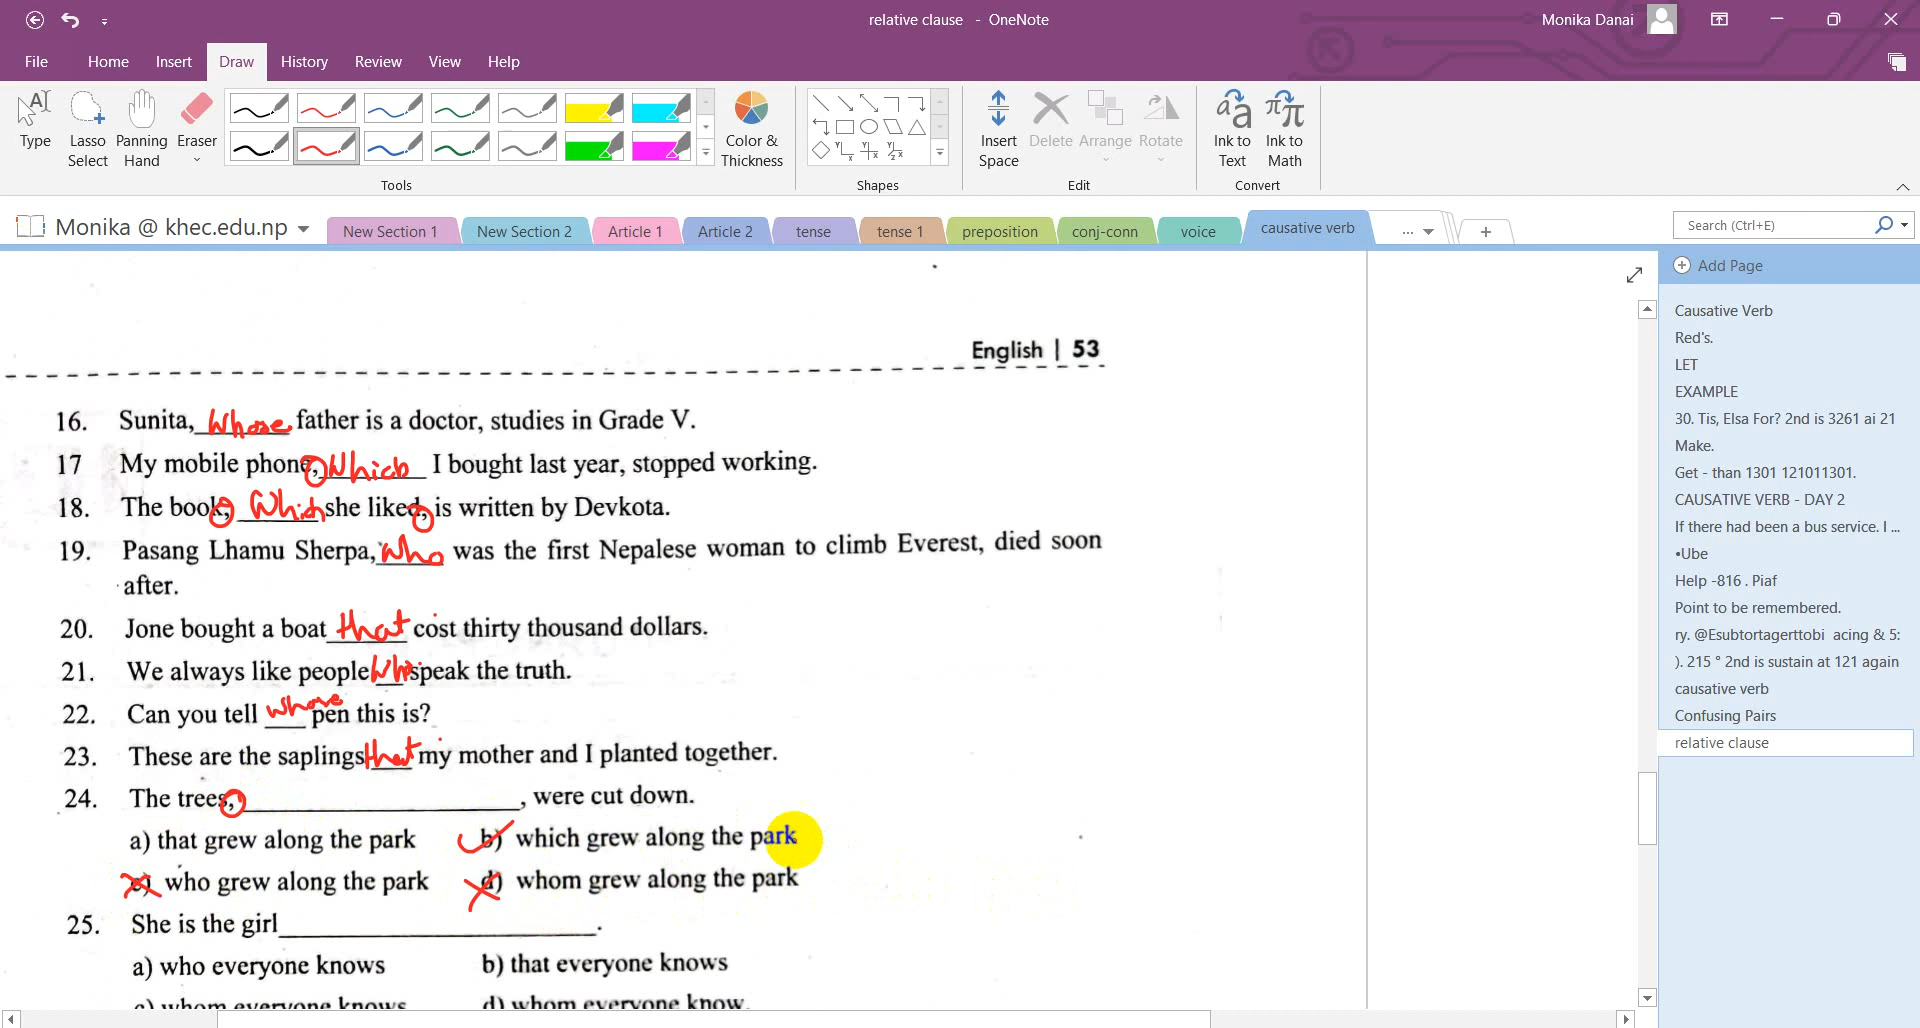 relative clause - OneNote
Monika Danai
File Home Insert Draw History Review View Help
Type
Lasso Select
Panning Hand
Eraser
Color & Thickness
Insert Space
Delete
Arrange
Rotate
Ink to Text
Ink to Math
Tools
Shapes
Edit
Convert
Monika @ khec.edu.np
New Section 1
New Section 2
Article 1
Article 2
tense
tense 1
preposition
conj-conn
voice
causative verb
...
Search (Ctrl+E)
Add Page
Causative Verb
Red's.
LET
EXAMPLE
30. Tis, Elsa For? 2nd is 3261 ai 21
Make.
Get - than 1301 121011301.
CAUSATIVE VERB - DAY 2
If there had been a bus service. I ...
•Ube
Help -816 . Piaf
Point to be remembered.
ry. @Esubtortagerttobi acing & 5:
). 215 ° 2nd is sustain at 121 again
causative verb
Confusing Pairs
relative clause
English | 53
16. Sunita, Whose father is a doctor, studies in Grade V.
17 My mobile phone, Which I bought last year, stopped working.
18. The book, Which she liked, is written by Devkota.
19. Pasang Lhamu Sherpa, who was the first Nepalese woman to climb Everest, died soon
after.
20. Jone bought a boat that cost thirty thousand dollars.
21. We always like people who speak the truth.
22. Can you tell whose pen this is?
23. These are the saplings that my mother and I planted together.
24. The trees, ____________________, were cut down.
a) that grew along the park b) which grew along the park
c) who grew along the park d) whom grew along the park
25. She is the girl______________________.
a) who everyone knows b) that everyone knows
c) whom everyone knows d) whom everyone know.